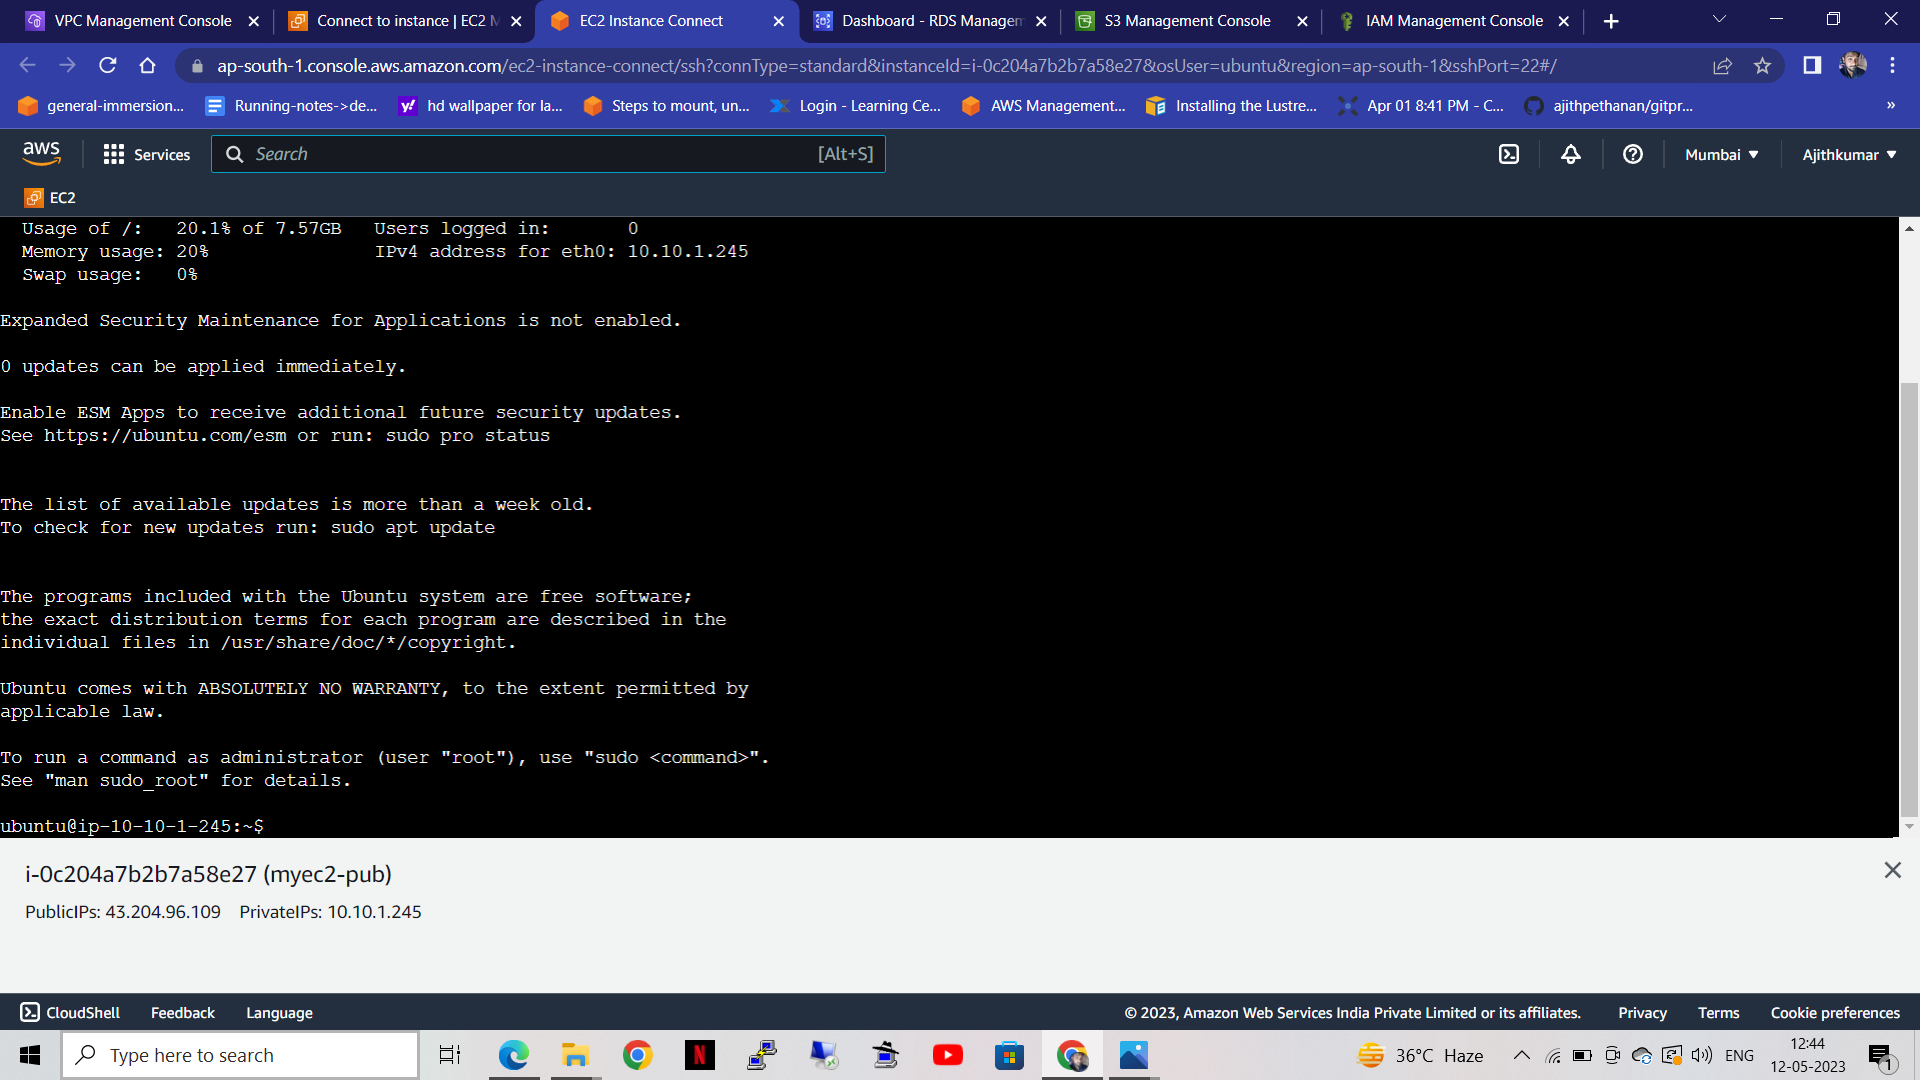 VPC Management Console
Connect to instance | EC2 M
EC2 Instance Connect
Dashboard - RDS Managem
S3 Management Console
IAM Management Console
ap-south-1.console.aws.amazon.com/ec2-instance-connect/ssh?connType=standard&instanceId=i-0c204a7b2b7a58e27&osUser=ubuntu&region=ap-south-1&sshPort=22#/
general-immersion...
Running-notes->de...
y! hd wallpaper for la...
Steps to mount, un...
Login - Learning Ce...
AWS Management...
Installing the Lustre...
Apr 01 8:41 PM - C...
ajithpethanan/gitpr...
»
aws
Services
Search
[Alt+S]
Mumbai
Ajithkumar
EC2
Usage of /: 20.1% of 7.57GB Users logged in: 0
Memory usage: 20% IPv4 address for eth0: 10.10.1.245
Swap usage: 0%
Expanded Security Maintenance for Applications is not enabled.
0 updates can be applied immediately.
Enable ESM Apps to receive additional future security updates.
See https://ubuntu.com/esm or run: sudo pro status
The list of available updates is more than a week old.
To check for new updates run: sudo apt update
The programs included with the Ubuntu system are free software;
the exact distribution terms for each program are described in the
individual files in /usr/share/doc/*/copyright.
Ubuntu comes with ABSOLUTELY NO WARRANTY, to the extent permitted by
applicable law.
To run a command as administrator (user "root"), use "sudo <command>".
See "man sudo_root" for details.
ubuntu@ip-10-10-1-245:~$
i-0c204a7b2b7a58e27 (myec2-pub)
PublicIPs: 43.204.96.109 PrivateIPs: 10.10.1.245
CloudShell
Feedback
Language
© 2023, Amazon Web Services India Private Limited or its affiliates.
Privacy
Terms
Cookie preferences
Type here to search
N
36°C Haze
ENG
12:44
12-05-2023
1